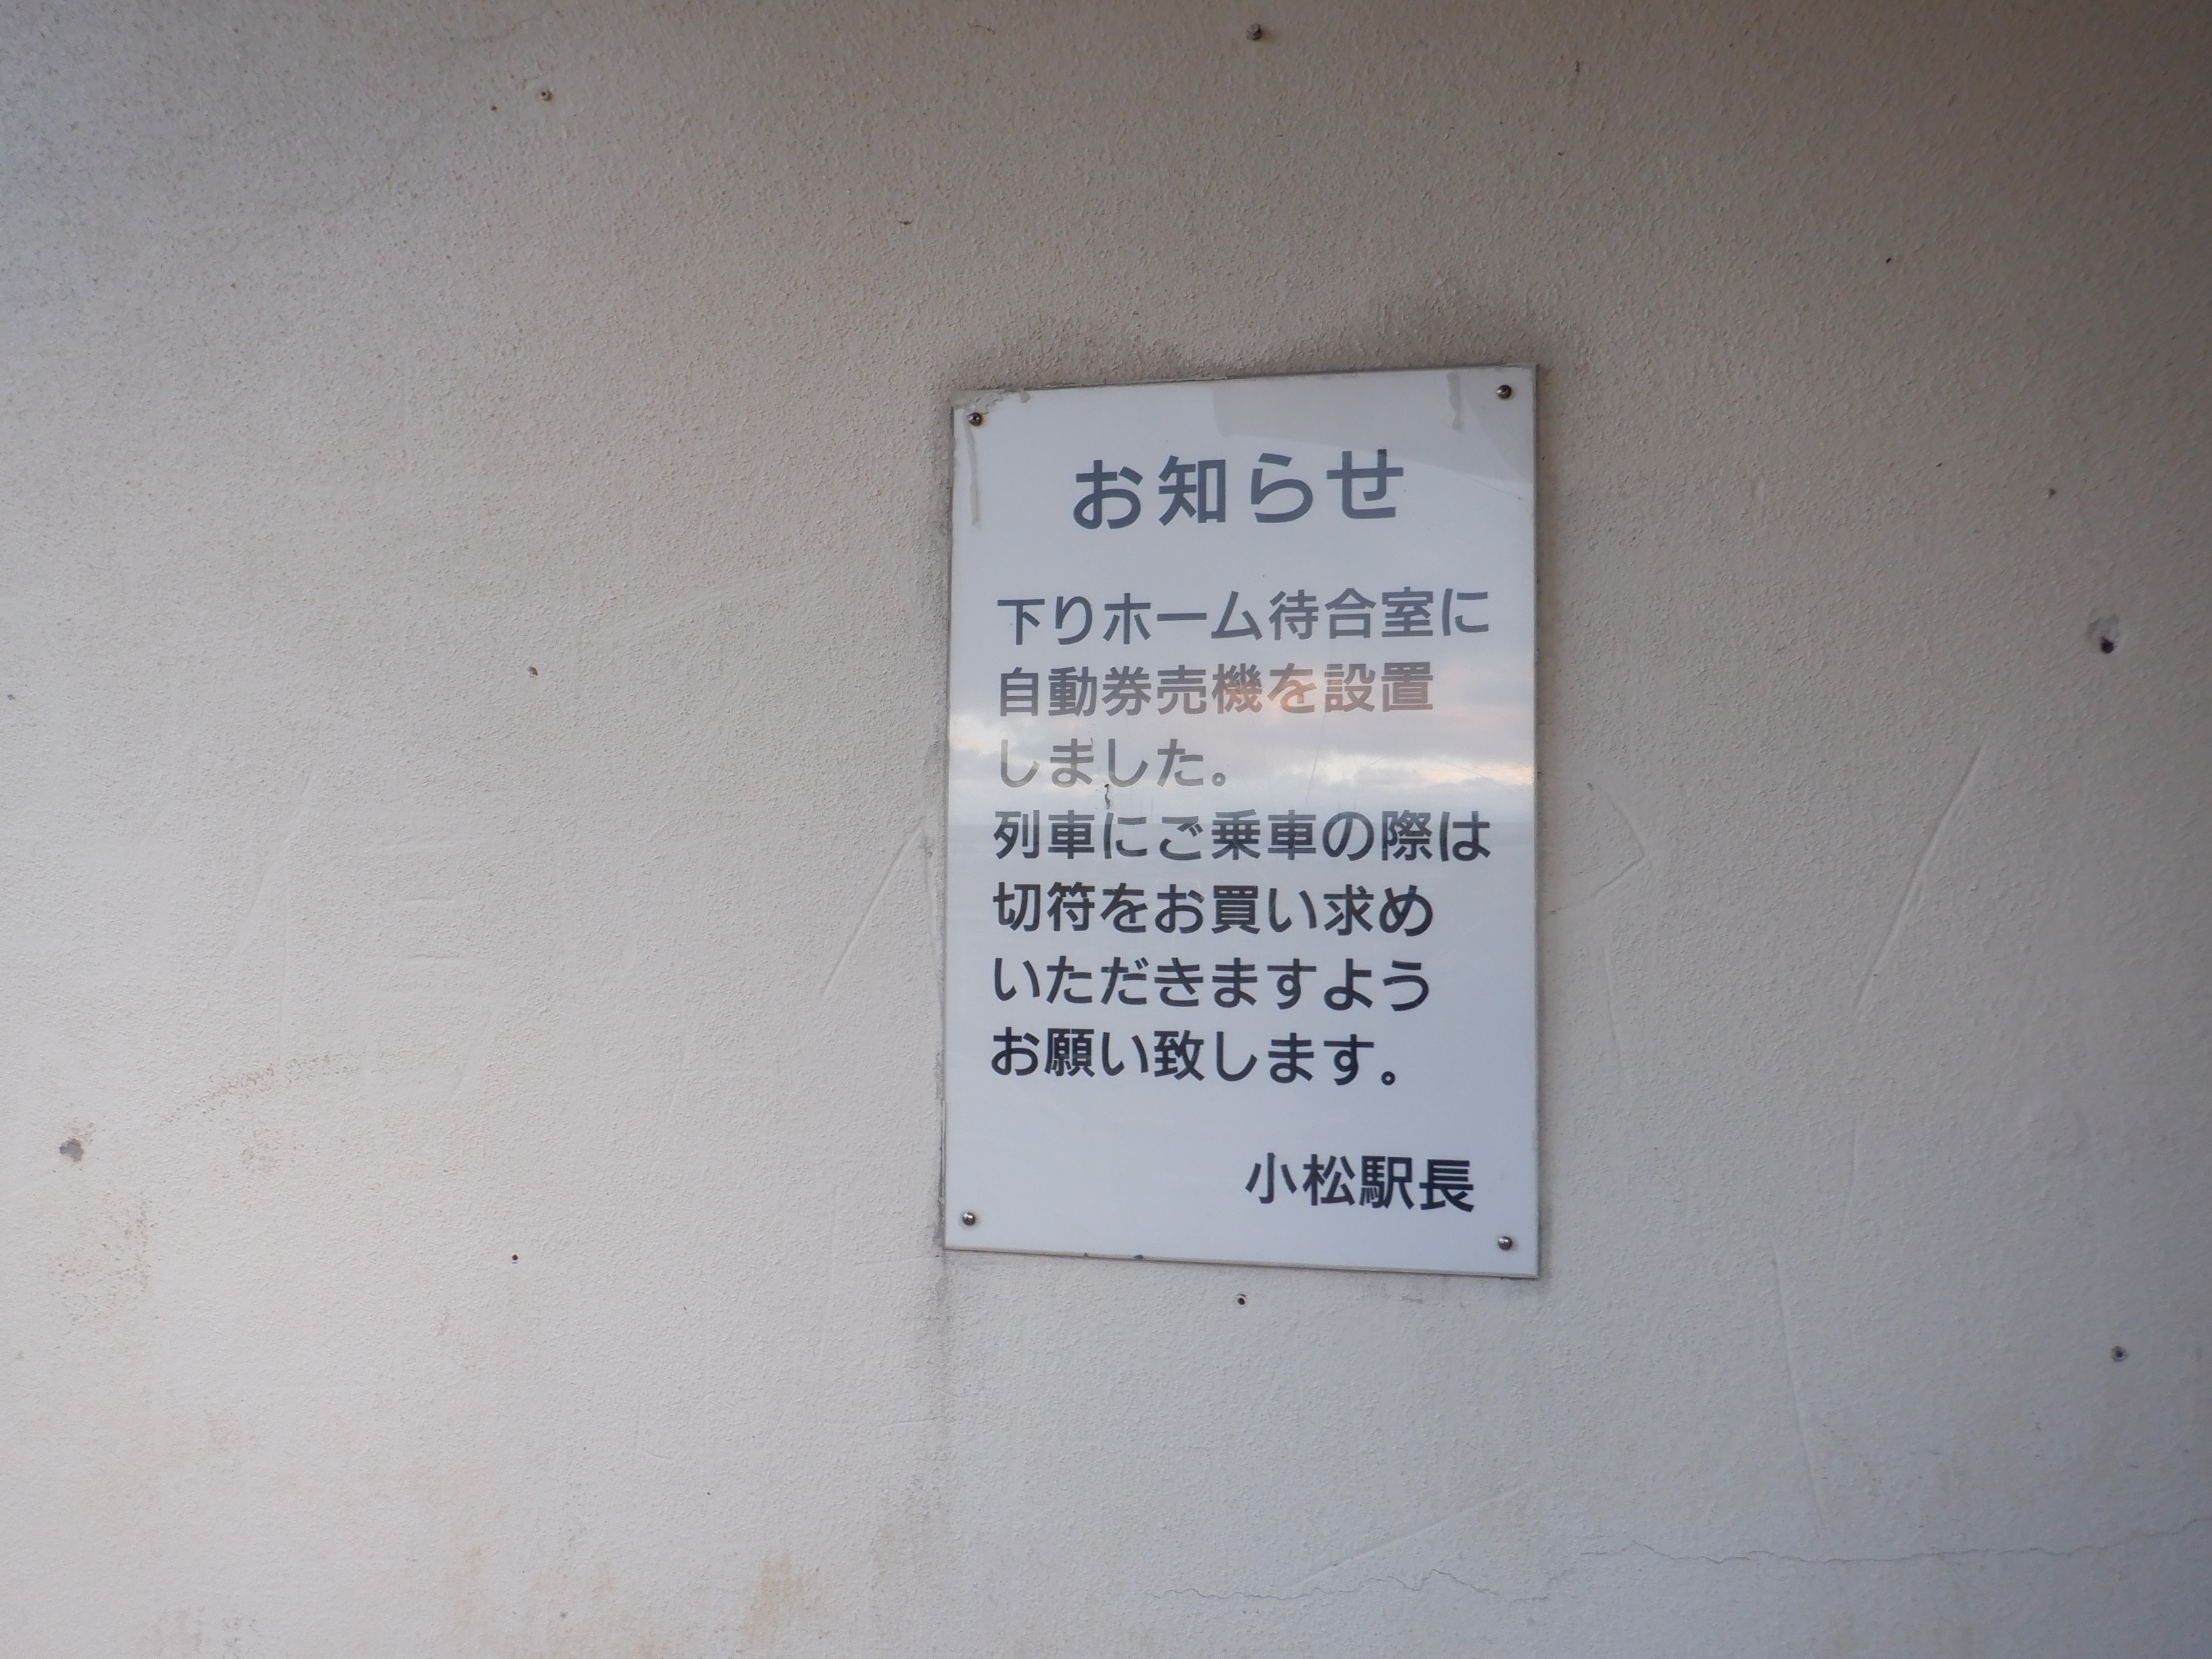 お知らせ
下りホーム待合室に
自動券売機を設置
しました。
列車にご乗車の際は
切符をお買い求め
いただきますよう
お願い致します。
小松駅長